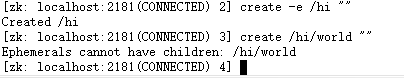 [zk: localhost:2181(CONNECTED) 2] create -e /hi ""
Created /hi
[zk: localhost:2181(CONNECTED) 3] create /hi/world ""
Ephemerals cannot have children: /hi/world
[zk: localhost:2181(CONNECTED) 4]